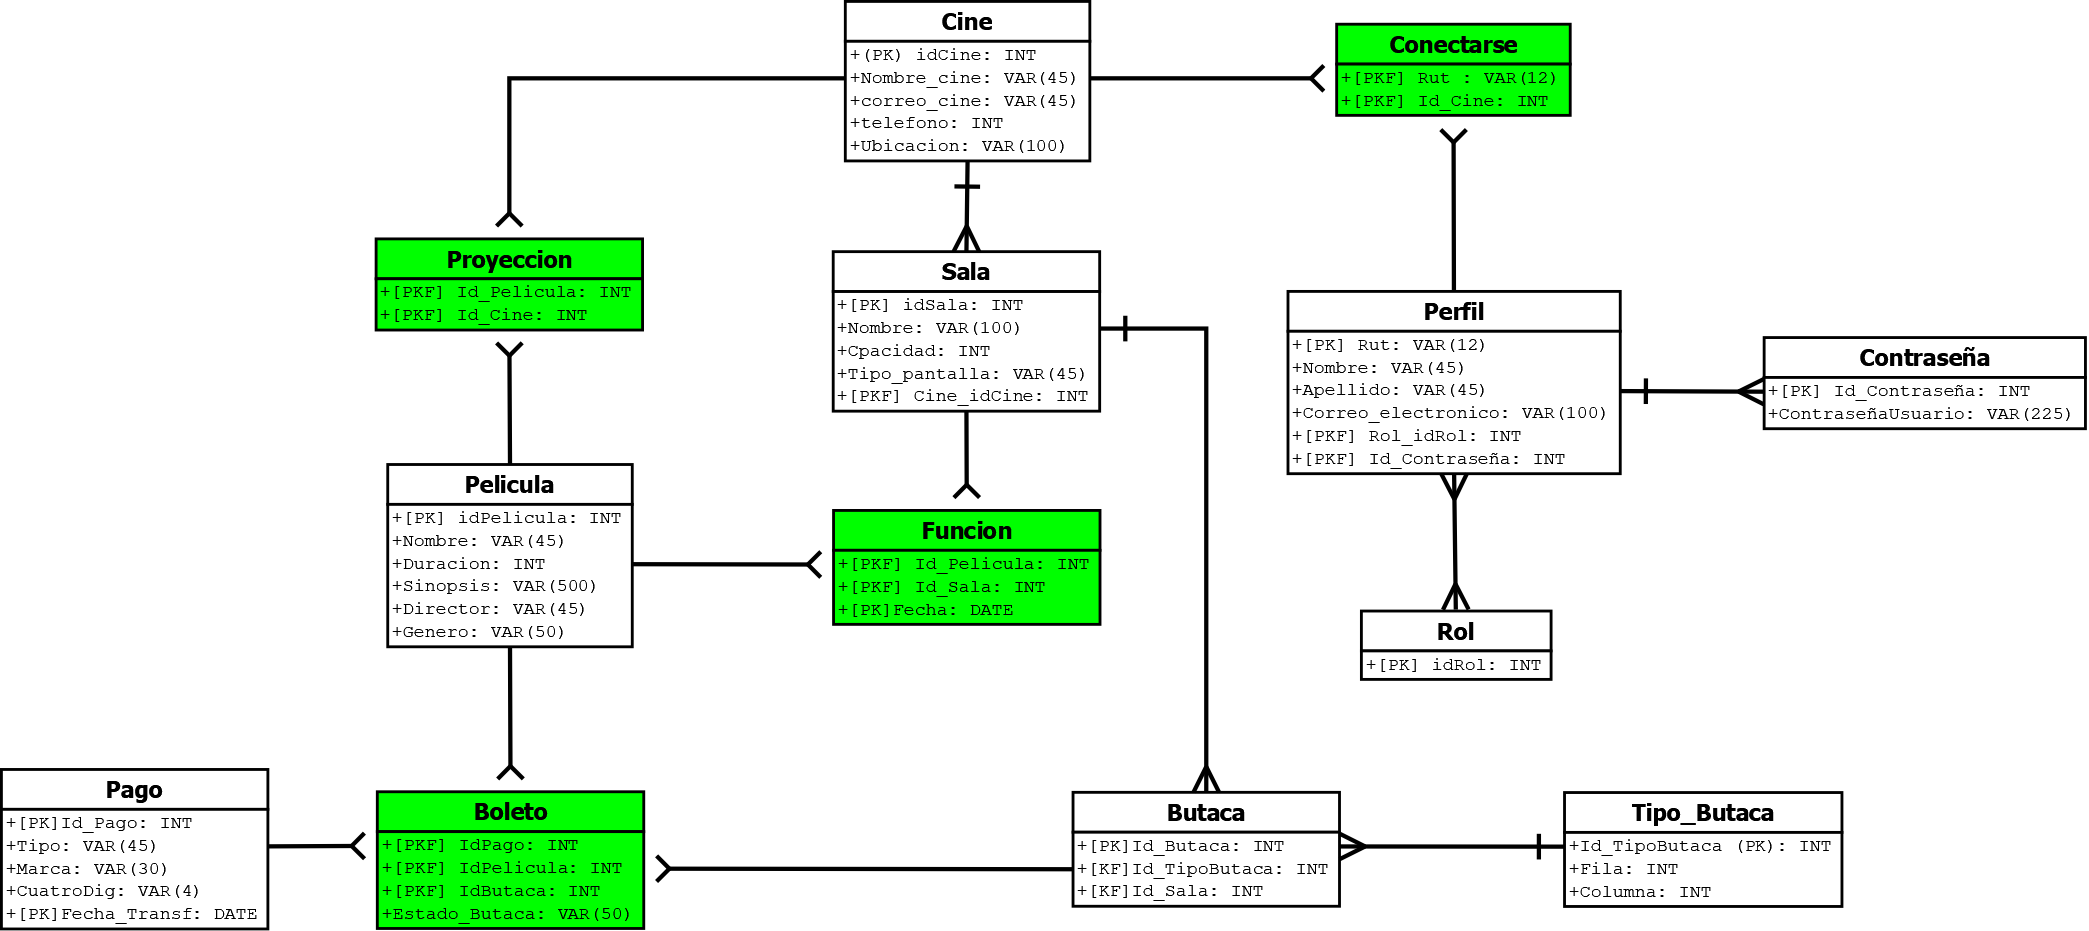 Cine
+(PK) idCine: INT
+Nombre_cine: VAR(45)
+correo_cine: VAR(45)
+telefono: INT
+Ubicacion: VAR(100)
Conectarse
+[PKF] Rut : VAR(12)
+[PKF] Id_Cine: INT
Proyeccion
+[PKF] Id_Pelicula: INT
+[PKF] Id_Cine: INT
Sala
+[PK] idSala: INT
+Nombre: VAR(100)
+Cpacidad: INT
+Tipo_pantalla: VAR(45)
+[PKF] Cine_idCine: INT
Perfil
+[PK] Rut: VAR(12)
+Nombre: VAR(45)
+Apellido: VAR(45)
+Correo_electronico: VAR(100)
+[PKF] Rol_idRol: INT
+[PKF] Id_Contraseña: INT
Contraseña
+[PK] Id_Contraseña: INT
+ContraseñaUsuario: VAR(225)
Pelicula
+[PK] idPelicula: INT
+Nombre: VAR(45)
+Duracion: INT
+Sinopsis: VAR(500)
+Director: VAR(45)
+Genero: VAR(50)
Funcion
+[PKF] Id_Pelicula: INT
+[PKF] Id_Sala: INT
+[PK]Fecha: DATE
Rol
+[PK] idRol: INT
Pago
+[PK]Id_Pago: INT
+Tipo: VAR(45)
+Marca: VAR(30)
+CuatroDig: VAR(4)
+[PK]Fecha_Transf: DATE
Boleto
+[PKF] IdPago: INT
+[PKF] IdPelicula: INT
+[PKF] IdButaca: INT
+Estado_Butaca: VAR(50)
Butaca
+[PK]Id_Butaca: INT
+[KF]Id_TipoButaca: INT
+[KF]Id_Sala: INT
Tipo_Butaca
+Id_TipoButaca (PK): INT
+Fila: INT
+Columna: INT